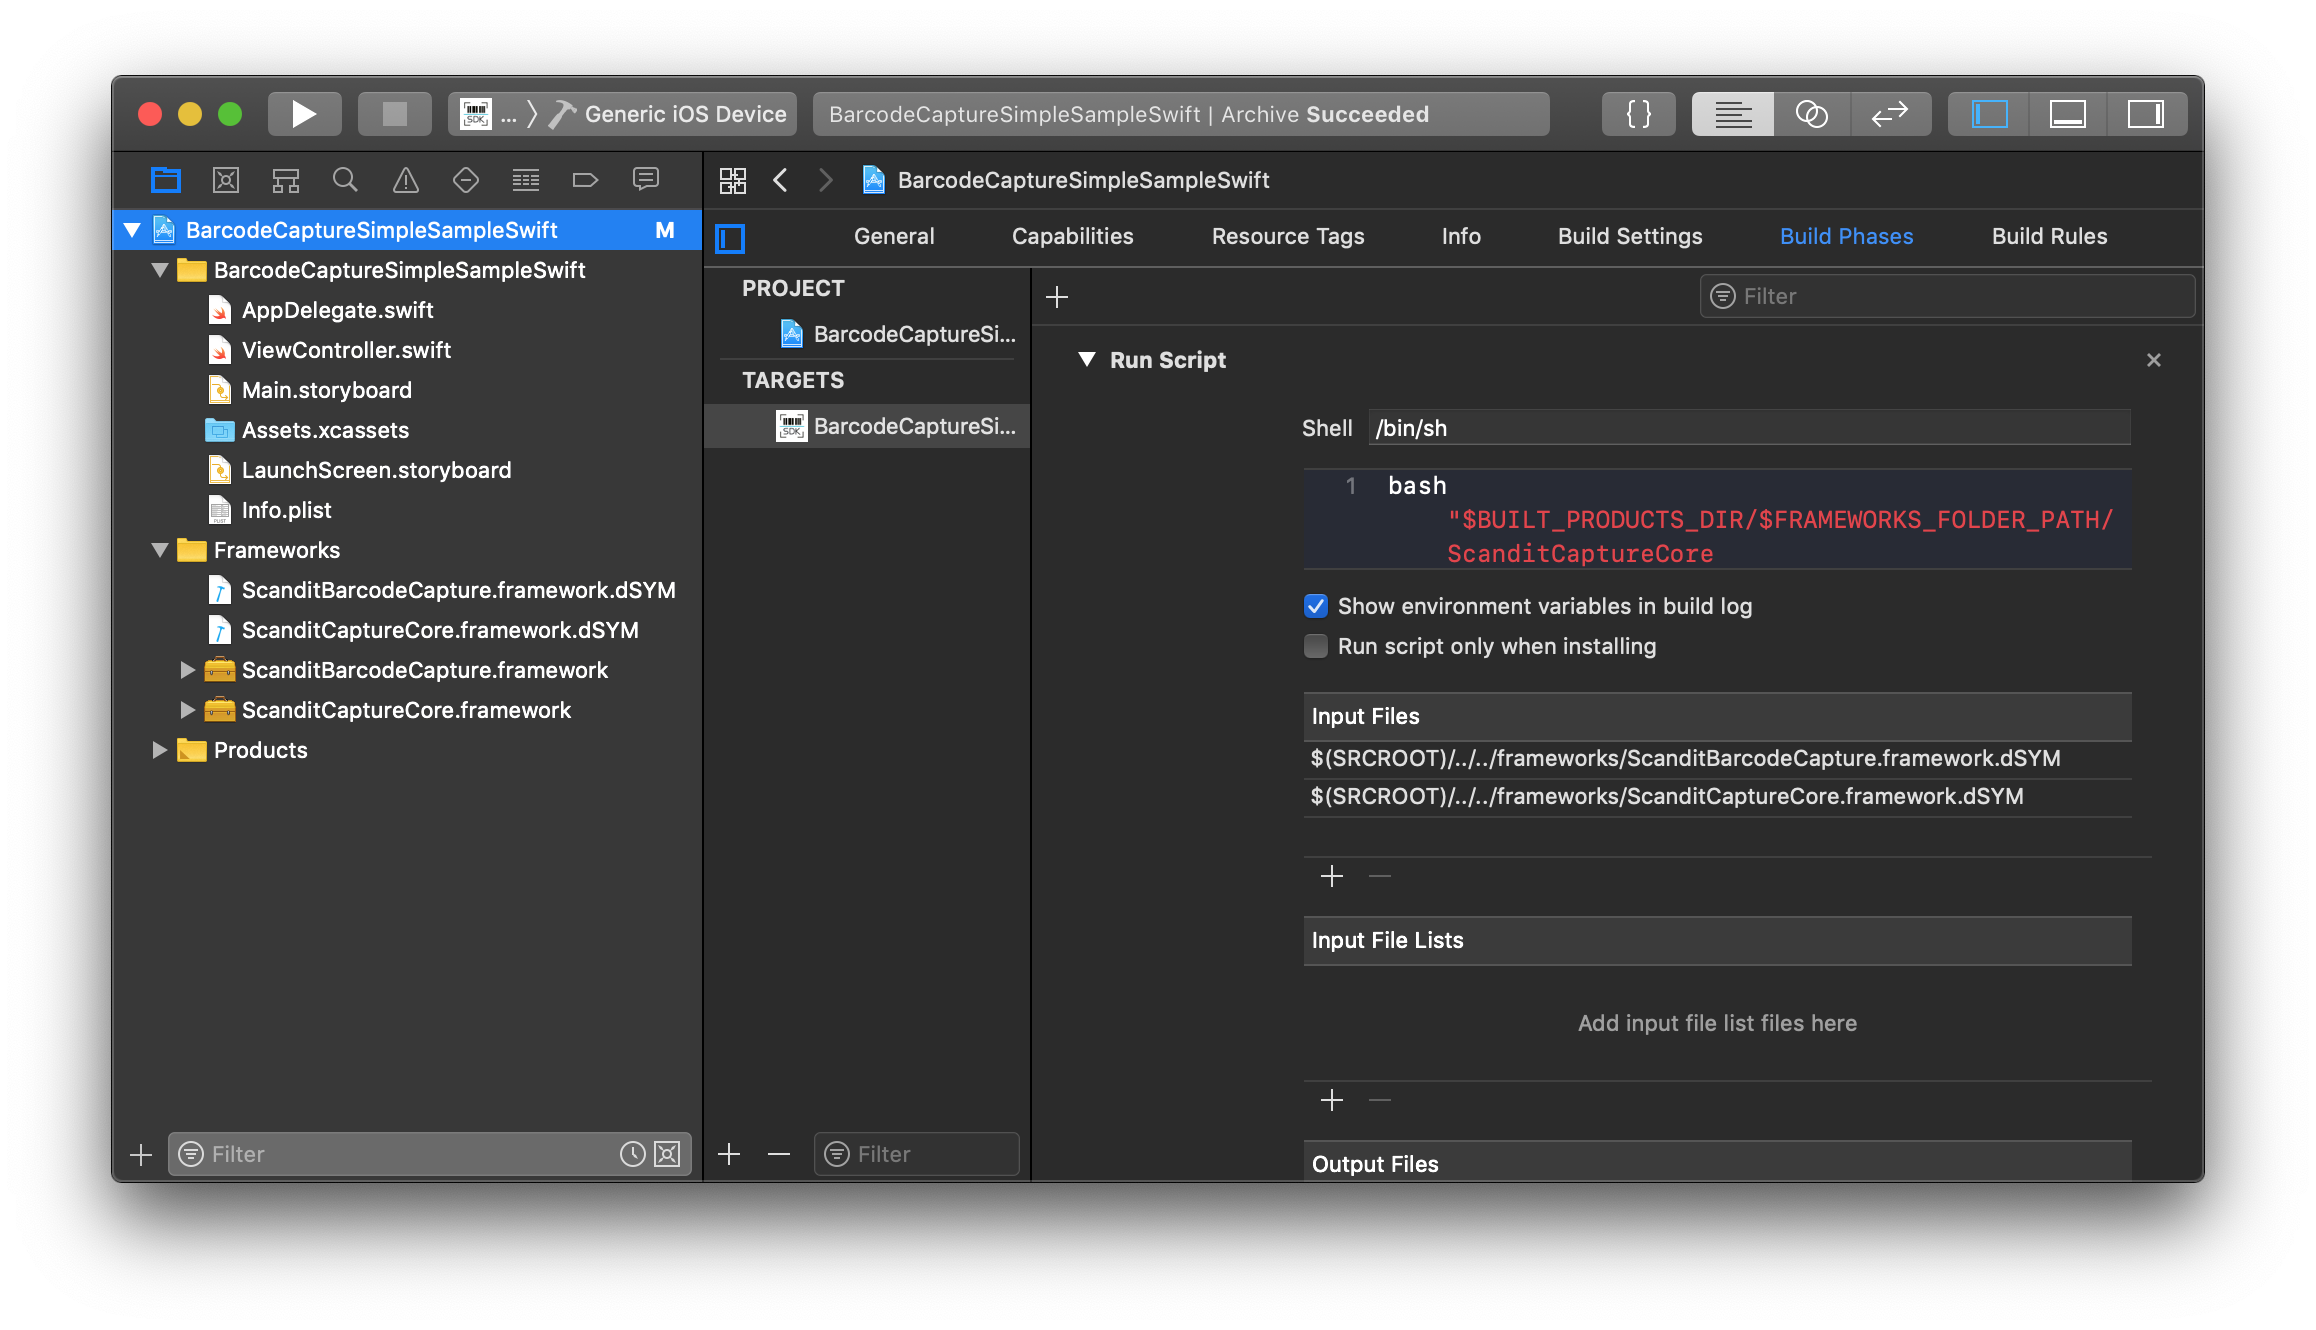 SDK ... Generic iOS Device
BarcodeCaptureSimpleSampleSwift | Archive Succeeded
{ }
BarcodeCaptureSimpleSampleSwift
BarcodeCaptureSimpleSampleSwift M
BarcodeCaptureSimpleSampleSwift
AppDelegate.swift
ViewController.swift
Main.storyboard
Assets.xcassets
LaunchScreen.storyboard
Info.plist
Frameworks
ScanditBarcodeCapture.framework.dSYM
ScanditCaptureCore.framework.dSYM
ScanditBarcodeCapture.framework
ScanditCaptureCore.framework
Products
Filter
General Capabilities Resource Tags Info Build Settings Build Phases Build Rules
PROJECT
BarcodeCaptureSi...
TARGETS
SDK BarcodeCaptureSi...
Filter
Filter
Run Script
Shell /bin/sh
1 bash
"$BUILT_PRODUCTS_DIR/$FRAMEWORKS_FOLDER_PATH/
ScanditCaptureCore
Show environment variables in build log
Run script only when installing
Input Files
$(SRCROOT)/../../frameworks/ScanditBarcodeCapture.framework.dSYM
$(SRCROOT)/../../frameworks/ScanditCaptureCore.framework.dSYM
Input File Lists
Add input file list files here
Output Files